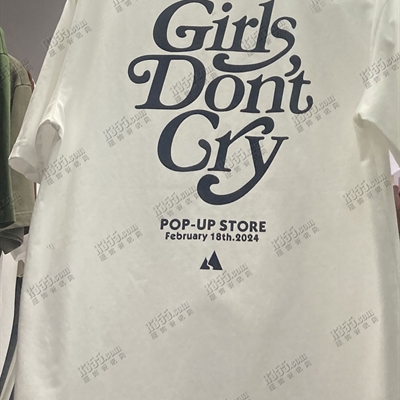 Girls
Don't
Cry
POP-UP STORE
February 18th.2024